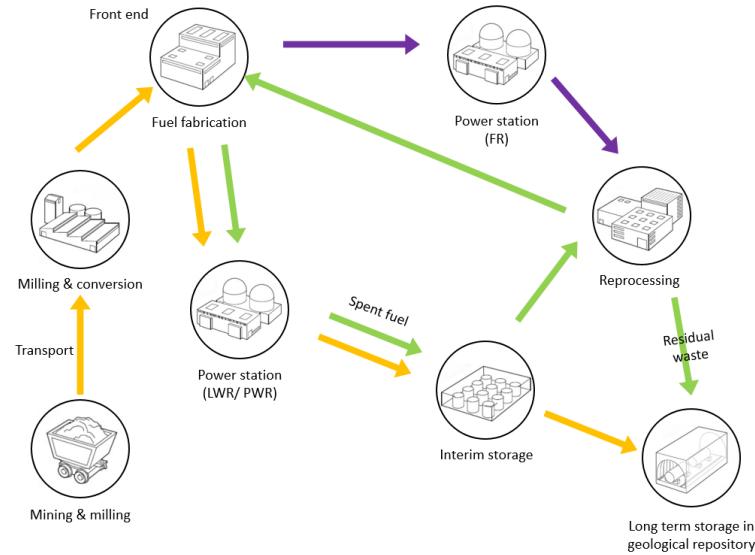 Front end
Fuel fabrication
Power station
(FR)
Milling & conversion
Reprocessing
Spent fuel
Transport
Residual
waste
Power station
(LWR/ PWR)
Interim storage
Mining & milling
Long term storage in
geological repository